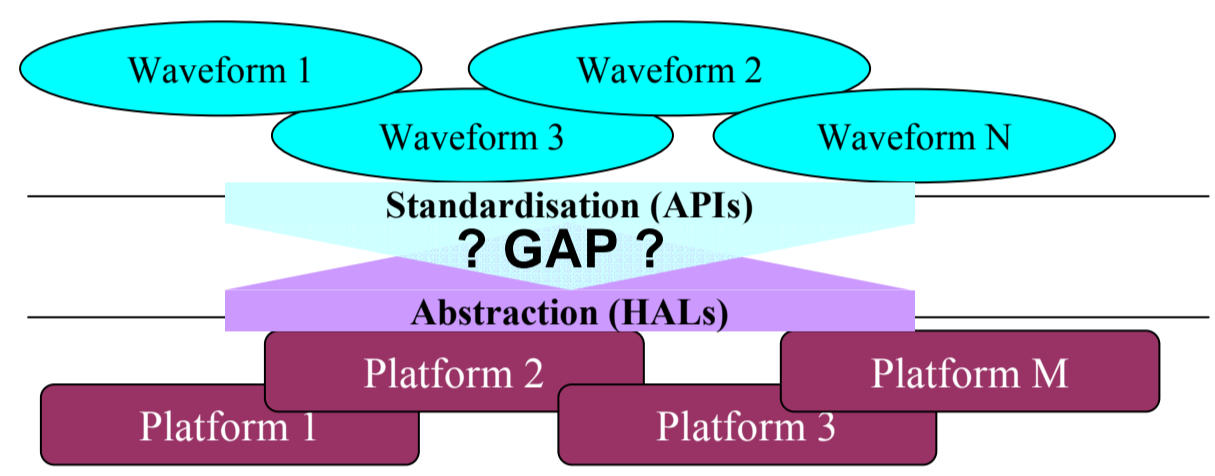 Waveform 1
Waveform 2
Waveform 3
Waveform N
Standardisation (APIs)
? GAP ?
Abstraction (HALs)
Platform 2
Platform M
Platform 1
Platform 3